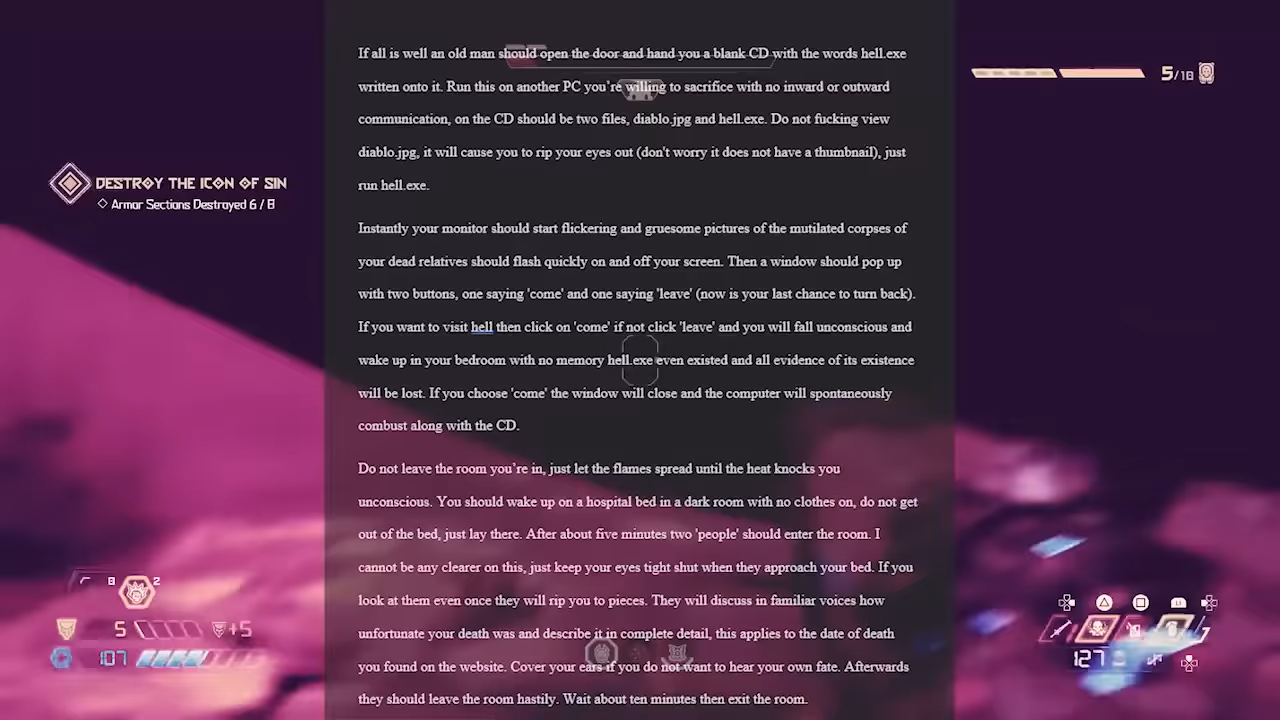 If all is well an old man should open the door and hand you a blank CD with the words hell.exe
written onto it. Run this on another PC you're willing to sacrifice with no inward or outward
communication, on the CD should be two files, diablo.jpg and hell.exe. Do not fucking view
diablo.jpg, it will cause you to rip your eyes out (don't worry it does not have a thumbnail), just
run hell.exe.
Instantly your monitor should start flickering and gruesome pictures of the mutilated corpses of
your dead relatives should flash quickly on and off your screen. Then a window should pop up
with two buttons, one saying 'come' and one saying 'leave' (now is your last chance to turn back).
If you want to visit hell then click on 'come' if not click 'leave' and you will fall unconscious and
wake up in your bedroom with no memory hell.exe even existed and all evidence of its existence
will be lost. If you choose 'come' the window will close and the computer will spontaneously
combust along with the CD.
Do not leave the room you're in, just let the flames spread until the heat knocks you
unconscious. You should wake up on a hospital bed in a dark room with no clothes on, do not get
out of the bed, just lay there. After about five minutes two 'people' should enter the room. I
cannot be any clearer on this, just keep your eyes tight shut when they approach your bed. If you
look at them even once they will rip you to pieces. They will discuss in familiar voices how
unfortunate your death was and describe it in complete detail, this applies to the date of death
you found on the website. Cover your ears if you do not want to hear your own fate. Afterwards
they should leave the room hastily. Wait about ten minutes then exit the room.
DESTROY THE ICON OF SIN
Armor Sections Destroyed 6 / 8
5/18
8
2
5
+5
107
127